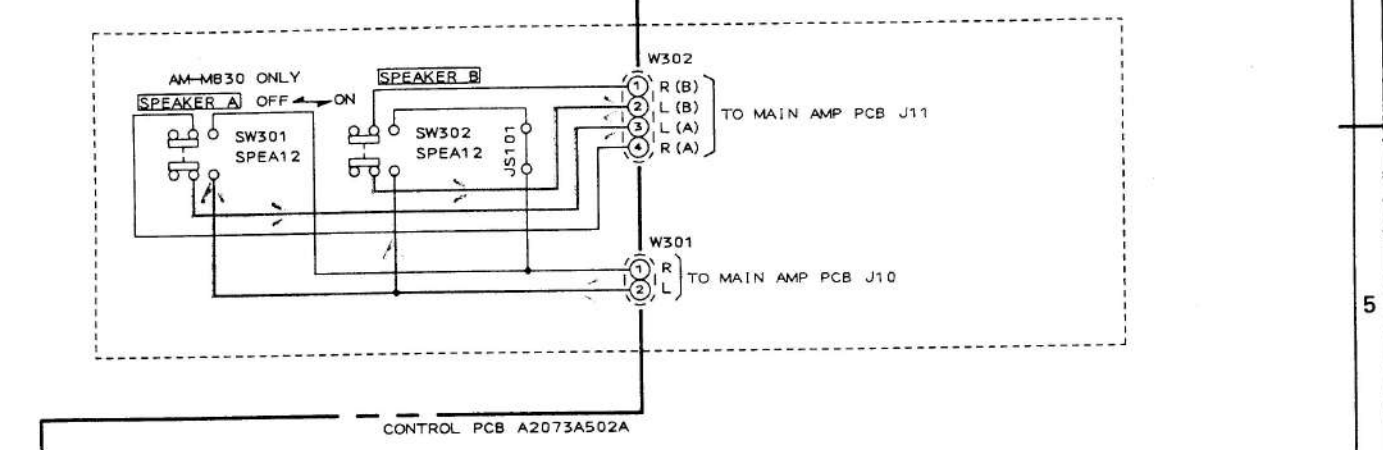 W302
AM-M830 ONLY
SPEAKER B
SPEAKER A OFF ON
1 R (B)
2 L (B)
3 L (A)
4 R (A)
TO MAIN AMP PCB J11
SW301
SPEA12
SW302
SPEA12
JS101
W301
1 R
2 L
TO MAIN AMP PCB J10
5
CONTROL PCB A2073A502A